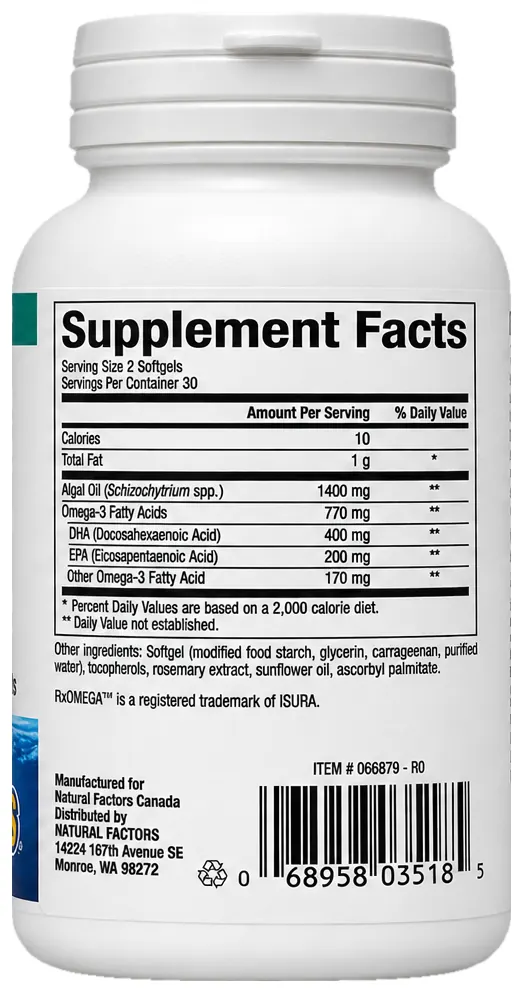 Supplement Facts
Serving Size 2 Softgels
Servings Per Container 30
Amount Per Serving % Daily Value
Calories 10
Total Fat 1 g *
Algal Oil (Schizochytrium spp.) 1400 mg **
Omega-3 Fatty Acids 770 mg **
DHA (Docosahexaenoic Acid) 400 mg **
EPA (Eicosapentaenoic Acid) 200 mg **
Other Omega-3 Fatty Acid 170 mg **
* Percent Daily Values are based on a 2,000 calorie diet.
** Daily Value not established.
Other ingredients: Softgel (modified food starch, glycerin, carrageenan, purified
water), tocopherols, rosemary extract, sunflower oil, ascorbyl palmitate.
RxOMEGA™ is a registered trademark of ISURA.
ITEM # 066879 - R0
Manufactured for
Natural Factors Canada
Distributed by
NATURAL FACTORS
14224 167th Avenue SE
Monroe, WA 98272
0 68958 03518 5